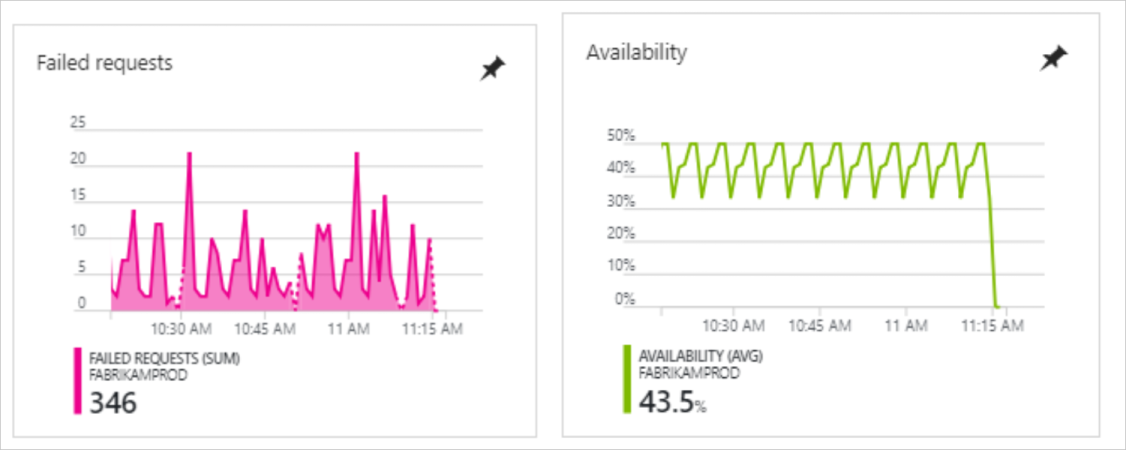 Failed requests
25
20
15
10
5
0
10:30 AM 10:45 AM 11 AM 11:15 AM
FAILED REQUESTS (SUM)
FABRIKAMPROD
346
Availability
50%
40%
30%
20%
10%
0%
10:30 AM 10:45 AM 11 AM 11:15 AM
AVAILABILITY (AVG)
FABRIKAMPROD
43.5%